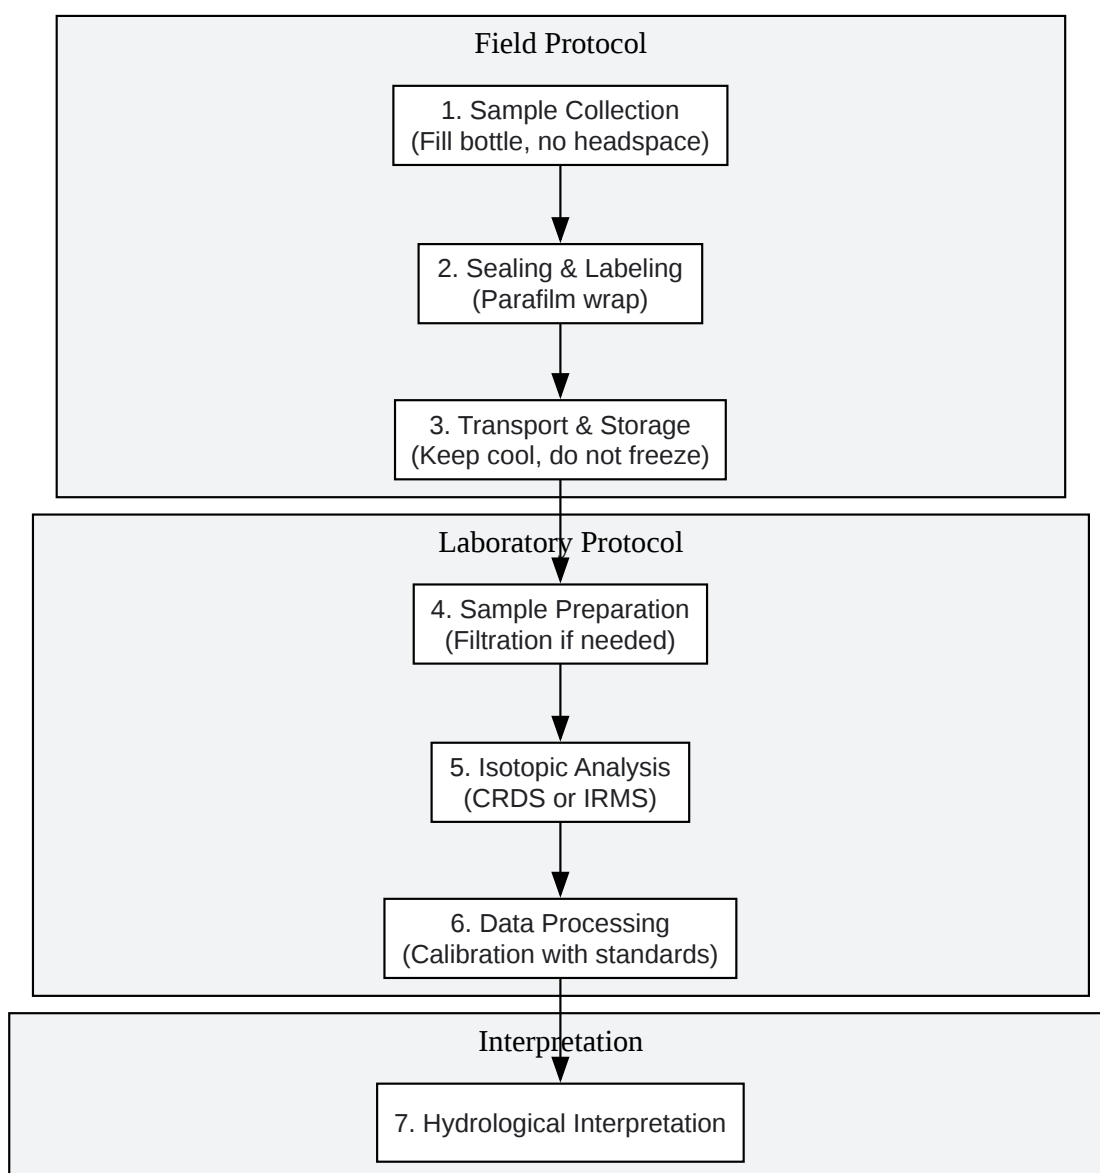 Field Protocol
1. Sample Collection
(Fill bottle, no headspace)
2. Sealing & Labeling
(Parafilm wrap)
3. Transport & Storage
(Keep cool, do not freeze)
Laboratory Protocol
4. Sample Preparation
(Filtration if needed)
5. Isotopic Analysis
(CRDS or IRMS)
6. Data Processing
(Calibration with standards)
Interpretation
7. Hydrological Interpretation